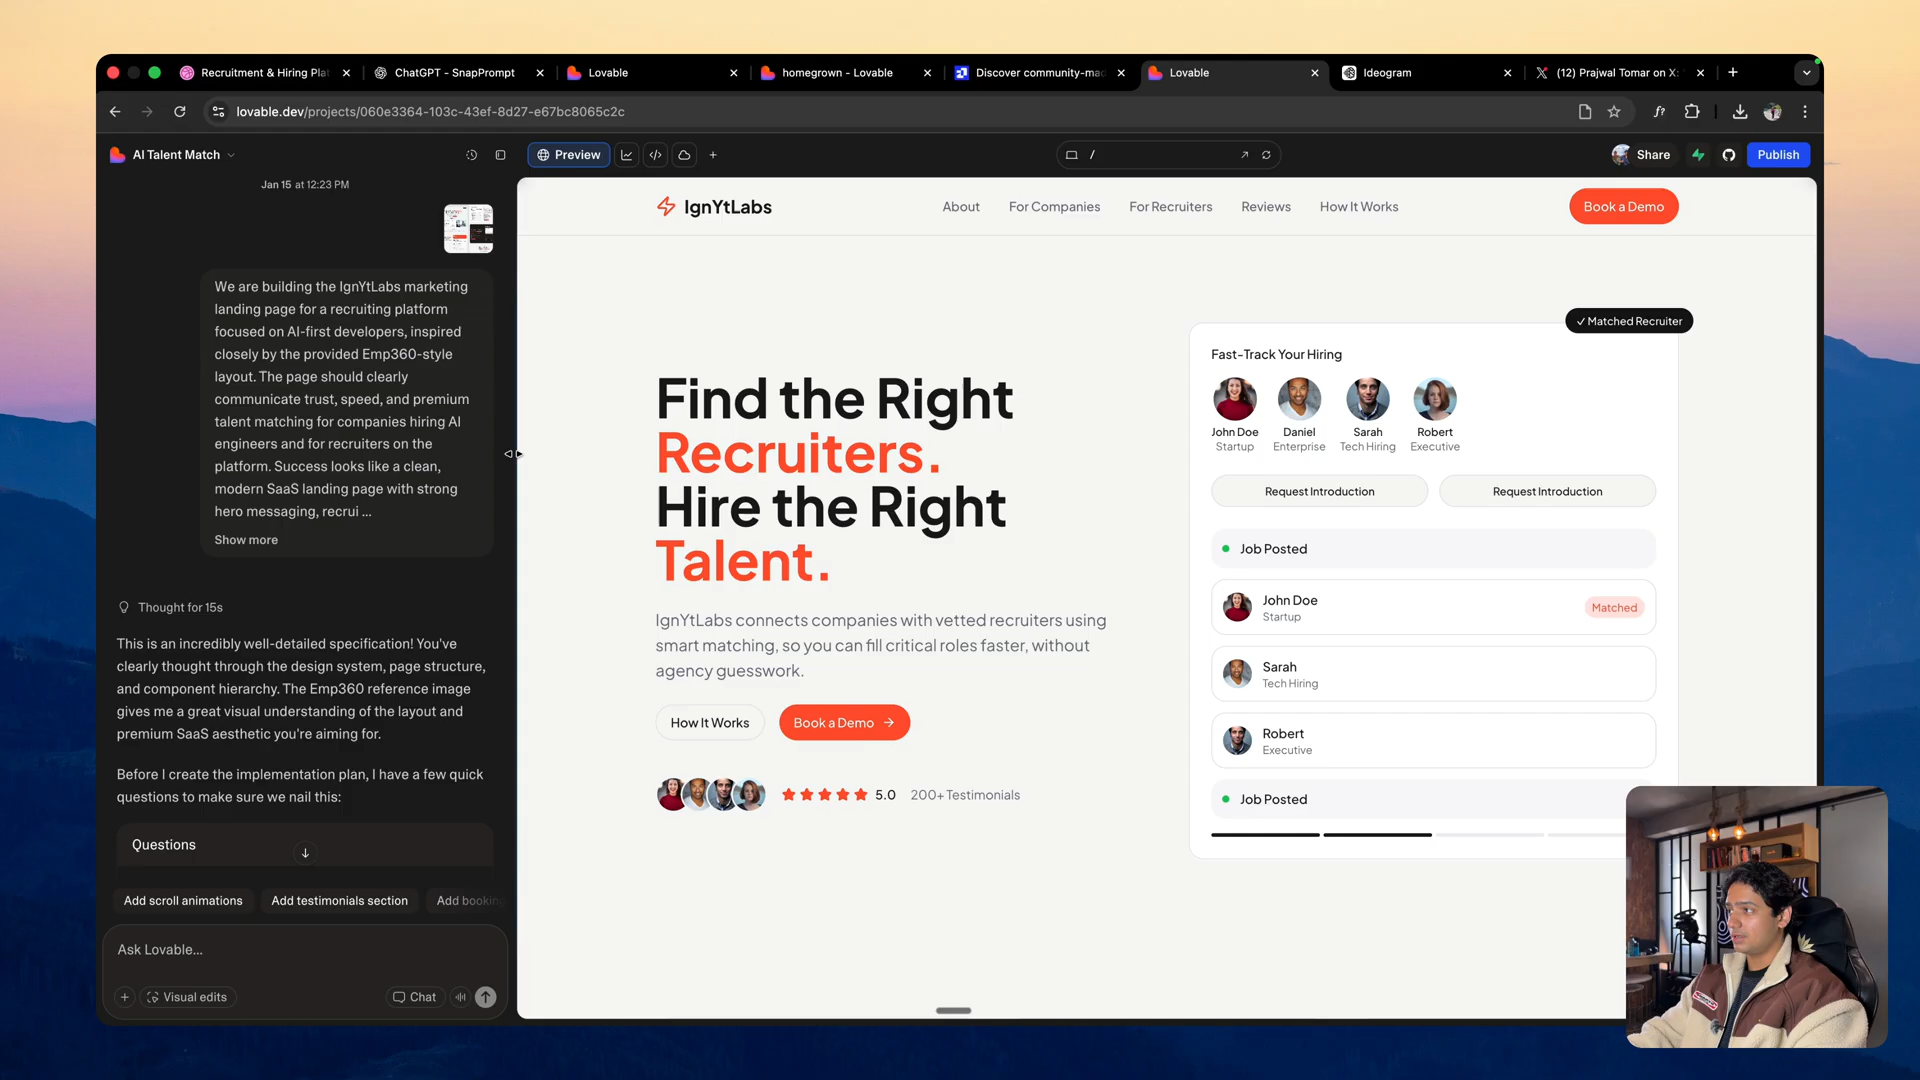 Recruitment & Hiring Pla
ChatGPT - SnapPrompt
Lovable
homegrown - Lovable
Discover community-mad
Lovable
Ideogram
(12) Prajwal Tomar on X:
lovable.dev/projects/060e3364-103c-43ef-8d27-e67bc8065c2c
AI Talent Match
Preview
/
Share
Publish
Jan 15 at 12:23 PM
We are building the IgnYtLabs marketing
landing page for a recruiting platform
focused on AI-first developers, inspired
closely by the provided Emp360-style
layout. The page should clearly
communicate trust, speed, and premium
talent matching for companies hiring AI
engineers and for recruiters on the
platform. Success looks like a clean,
modern SaaS landing page with strong
hero messaging, recrui ...
Show more
Thought for 15s
This is an incredibly well-detailed specification! You've
clearly thought through the design system, page structure,
and component hierarchy. The Emp360 reference image
gives me a great visual understanding of the layout and
premium SaaS aesthetic you're aiming for.
Before I create the implementation plan, I have a few quick
questions to make sure we nail this:
Questions
Add scroll animations
Add testimonials section
Add booking
Ask Lovable...
Visual edits
Chat
IgnYtLabs
About
For Companies
For Recruiters
Reviews
How It Works
Book a Demo
Find the Right
Recruiters.
Hire the Right
Talent.
IgnYtLabs connects companies with vetted recruiters using
smart matching, so you can fill critical roles faster, without
agency guesswork.
How It Works
Book a Demo
5.0
200+ Testimonials
Matched Recruiter
Fast-Track Your Hiring
John Doe
Startup
Daniel
Enterprise
Sarah
Tech Hiring
Robert
Executive
Request Introduction
Request Introduction
Job Posted
John Doe
Startup
Matched
Sarah
Tech Hiring
Robert
Executive
Job Posted